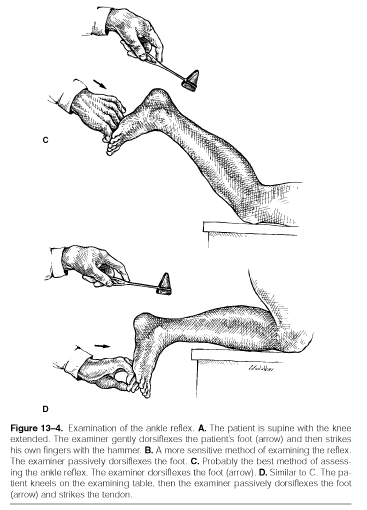 C
D
Figure 13–4. Examination of the ankle reflex. A. The patient is supine with the knee
extended. The examiner gently dorsiflexes the patient's foot (arrow) and then strikes
his own fingers with the hammer. B. A more sensitive method of examining the reflex.
The examiner passively dorsiflexes the foot. C. Probably the best method of assess-
ing the ankle reflex. The examiner dorsiflexes the foot (arrow). D. Similar to C. The pa-
tient kneels on the examining table, then the examiner passively dorsiflexes the foot
(arrow) and strikes the tendon.